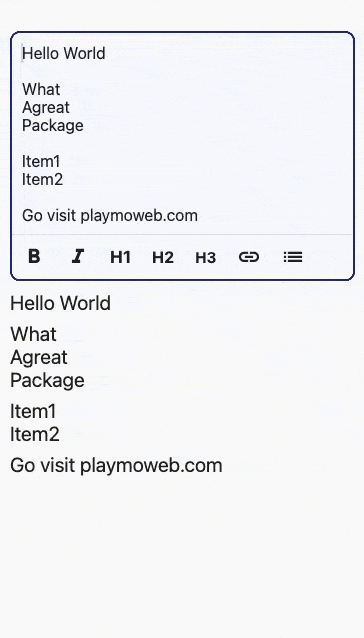 Hello World
What
Agreat
Package
Item1
Item2
Go visit playmoweb.com
B I H1 H2 H3
Hello World
What
Agreat
Package
Item1
Item2
Go visit playmoweb.com